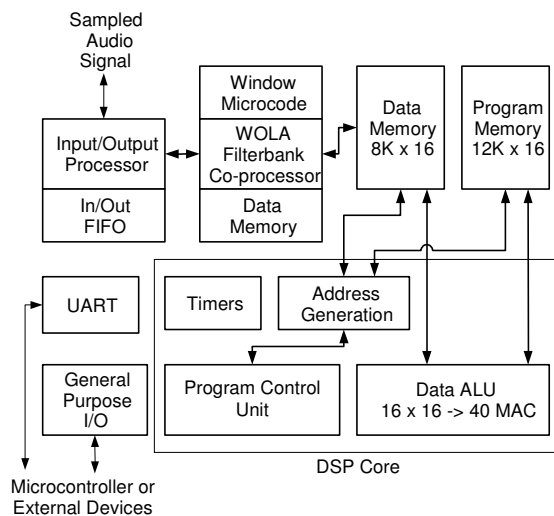 Sampled
Audio
Signal
Input/Output
Processor
In/Out
FIFO
Window
Microcode
WOLA
Filterbank
Co-processor
Data
Memory
Data
Memory
8K x 16
Program
Memory
12K x 16
UART
Timers
Address
Generation
General
Purpose
I/O
Program Control
Unit
Data ALU
16 x 16 -> 40 MAC
DSP Core
Microcontroller or
External Devices